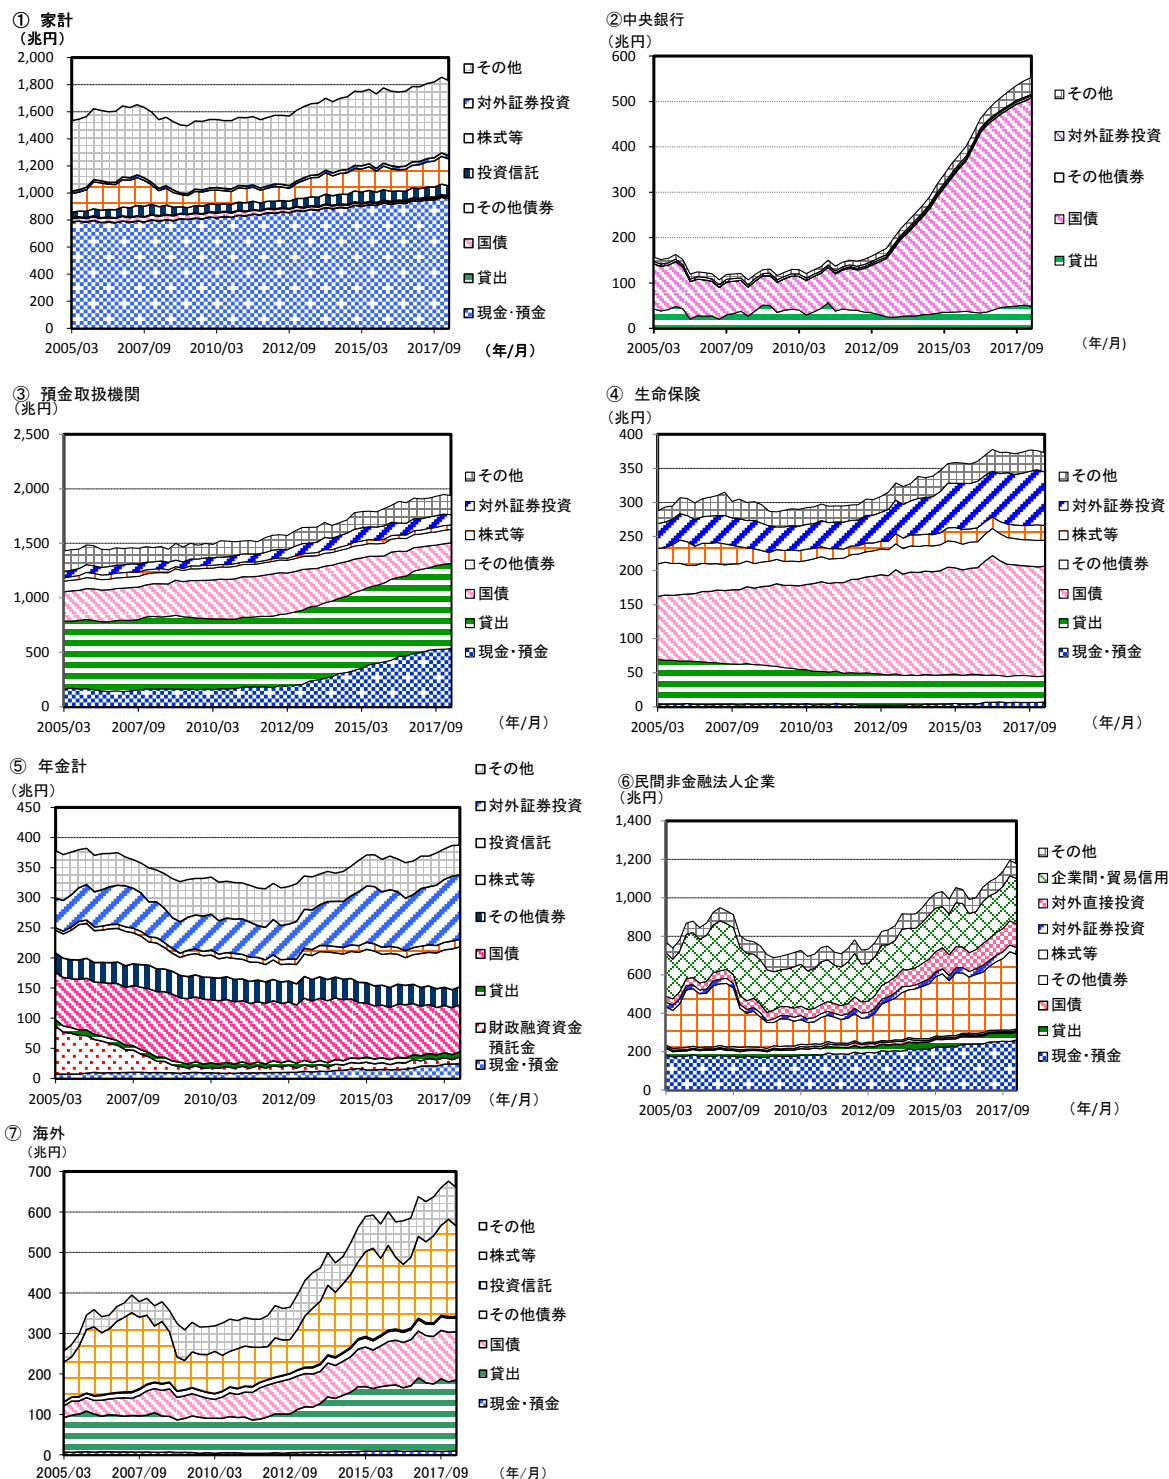 ① 家計
（兆円）
2,000
1,800
1,600
1,400
1,200
1,000
800
600
400
200
0
2005/03 2007/09 2010/03 2012/09 2015/03 2017/09
（年/月）
その他
対外証券投資
株式等
投資信託
その他債券
国債
貸出
現金・預金
②中央銀行
（兆円）
600
500
400
300
200
100
0
2005/03 2007/09 2010/03 2012/09 2015/03 2017/09
（年/月）
その他
対外証券投資
その他債券
国債
貸出
③ 預金取扱機関
（兆円）
2,500
2,000
1,500
1,000
500
0
2005/03 2007/09 2010/03 2012/09 2015/03 2017/09
（年/月）
その他
対外証券投資
株式等
その他債券
国債
貸出
現金・預金
④ 生命保険
（兆円）
400
350
300
250
200
150
100
50
0
2005/03 2007/09 2010/03 2012/09 2015/03 2017/09
（年/月）
その他
対外証券投資
株式等
その他債券
国債
貸出
現金・預金
⑤ 年金計
（兆円）
450
400
350
300
250
200
150
100
50
0
2005/03 2007/09 2010/03 2012/09 2015/03 2017/09
（年/月）
その他
対外証券投資
投資信託
株式等
その他債券
国債
貸出
財政融資資金
預託金
現金・預金
⑥民間非金融法人企業
（兆円）
1,400
1,200
1,000
800
600
400
200
0
2005/03 2007/09 2010/03 2012/09 2015/03 2017/09
（年/月）
その他
企業間・貿易信用
対外直接投資
対外証券投資
株式等
その他債券
国債
貸出
現金・預金
⑦ 海外
（兆円）
700
600
500
400
300
200
100
0
2005/03 2007/09 2010/03 2012/09 2015/03 2017/09
（年/月）
その他
株式等
投資信託
その他債券
国債
貸出
現金・預金